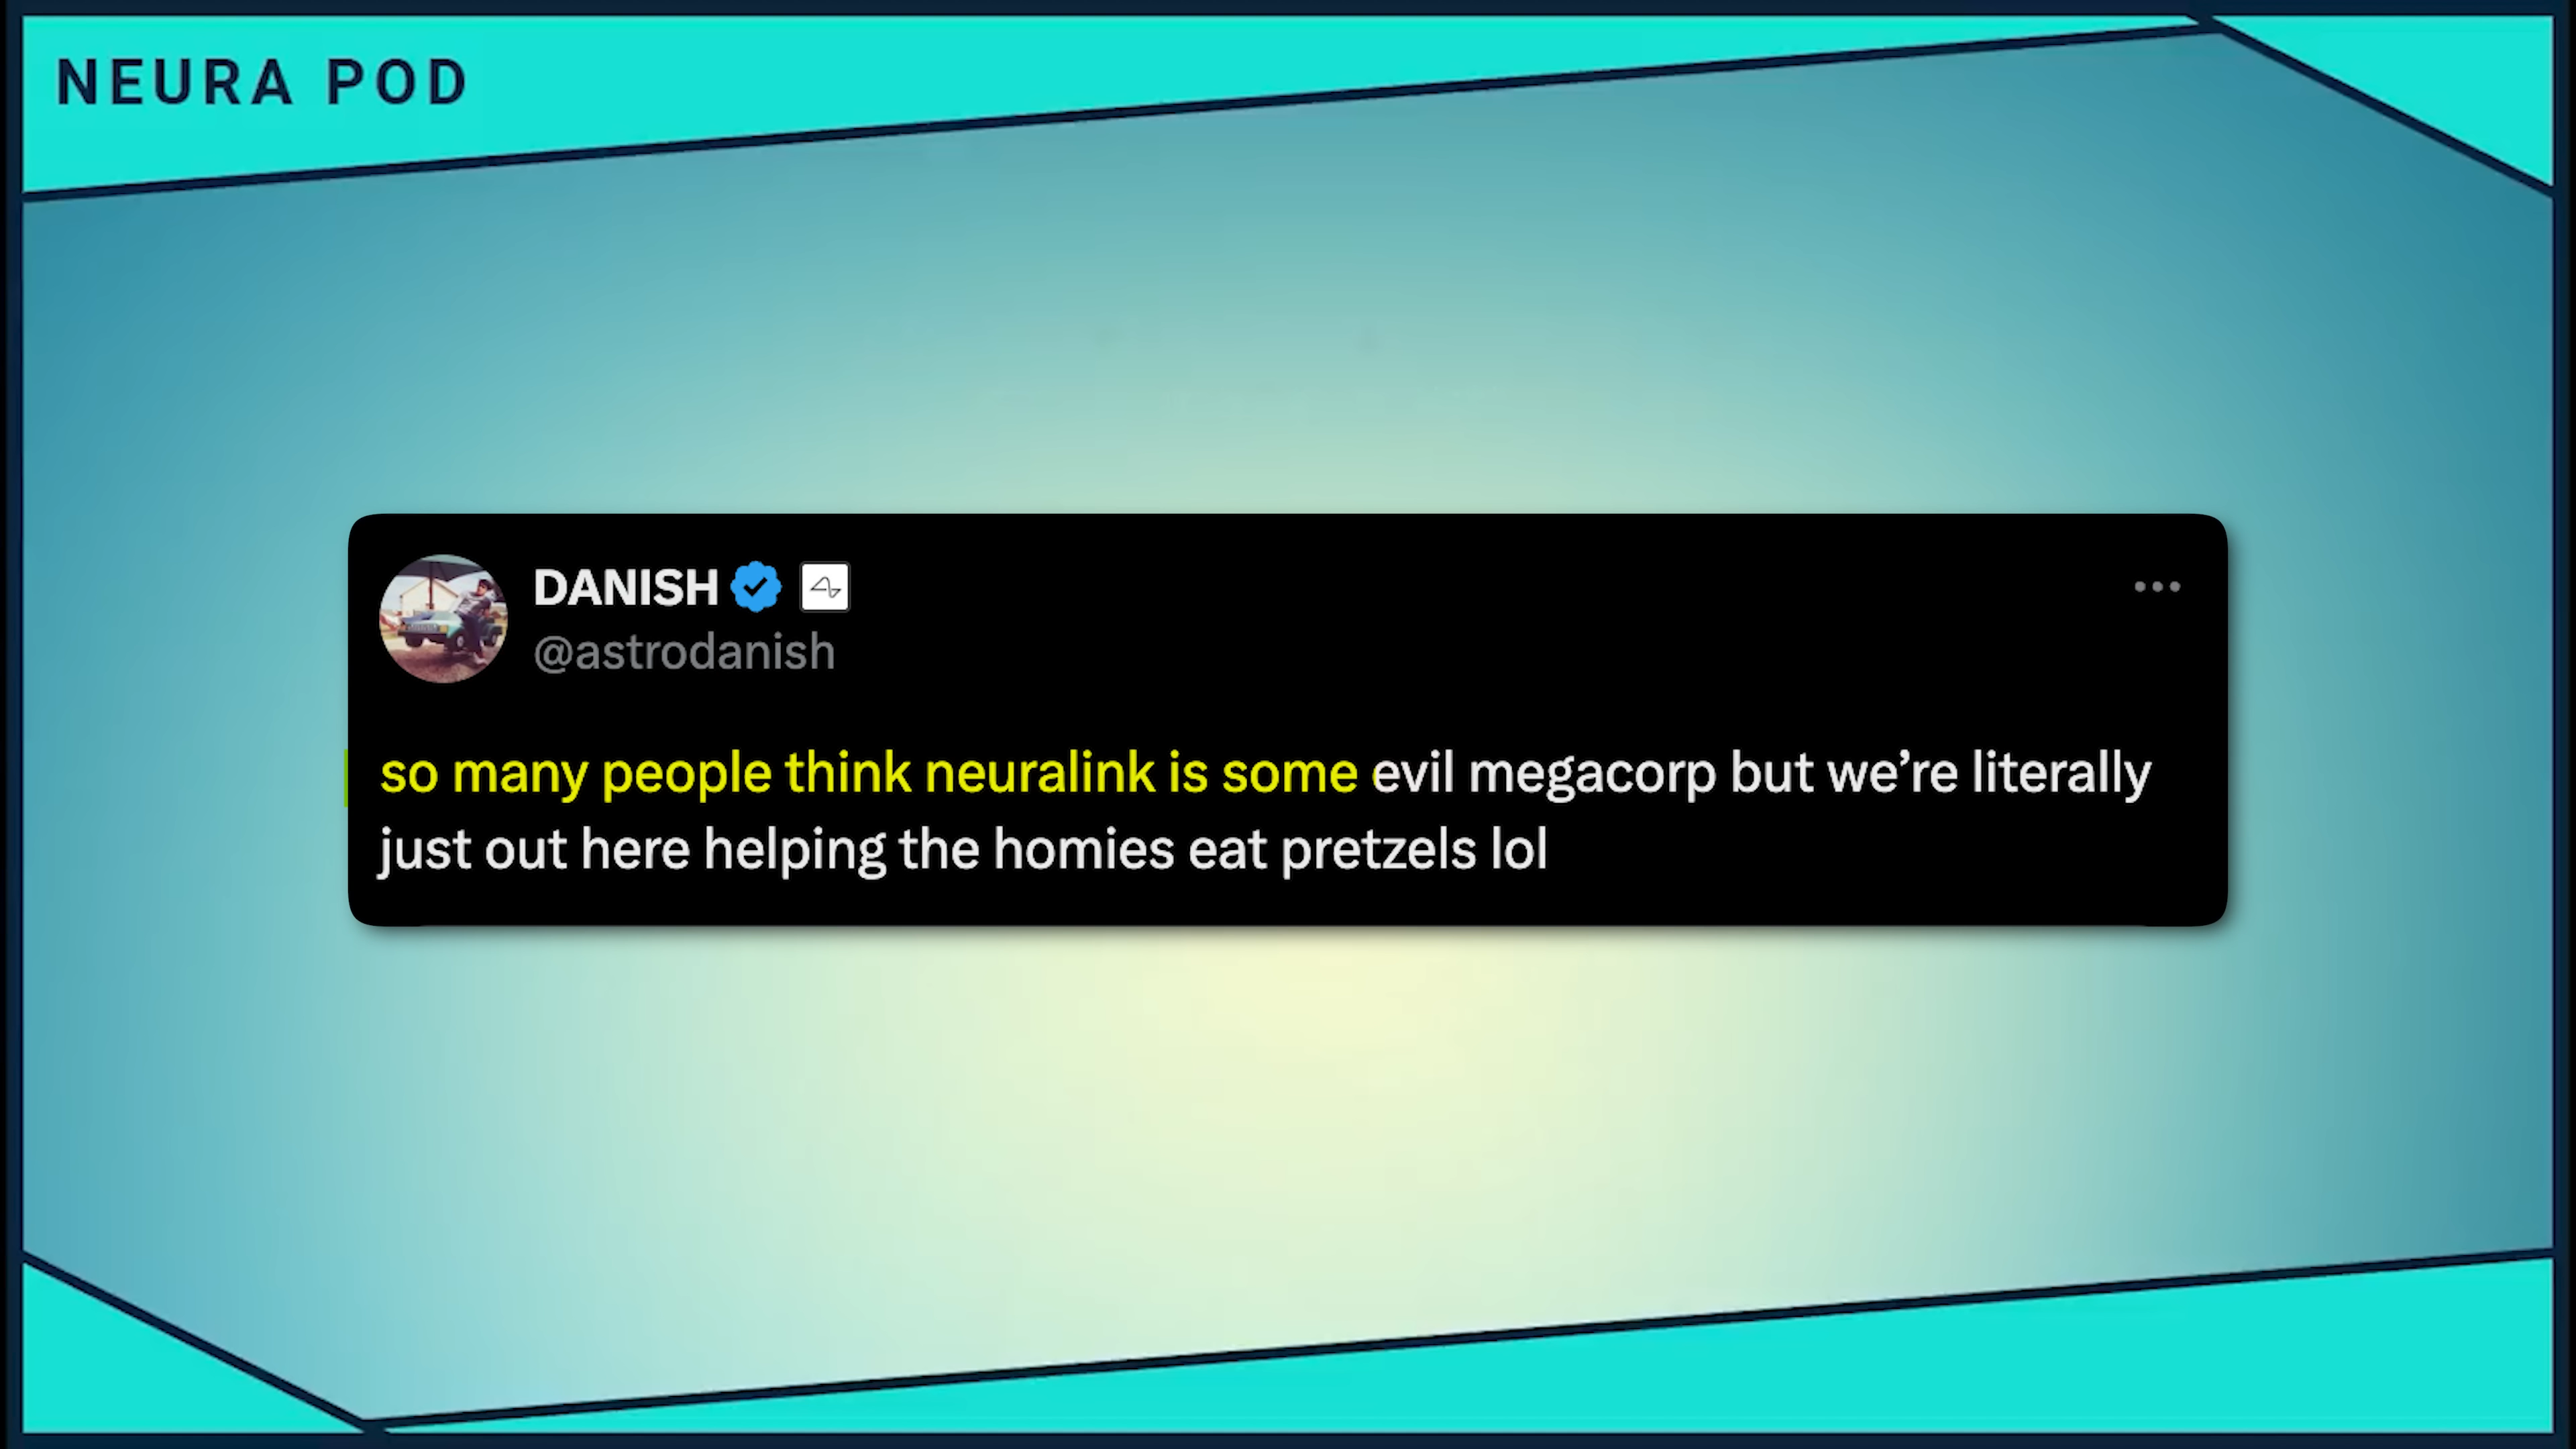 NEURA POD
DANISH
@astrodanish
so many people think neuralink is some evil megacorp but we’re literally
just out here helping the homies eat pretzels lol